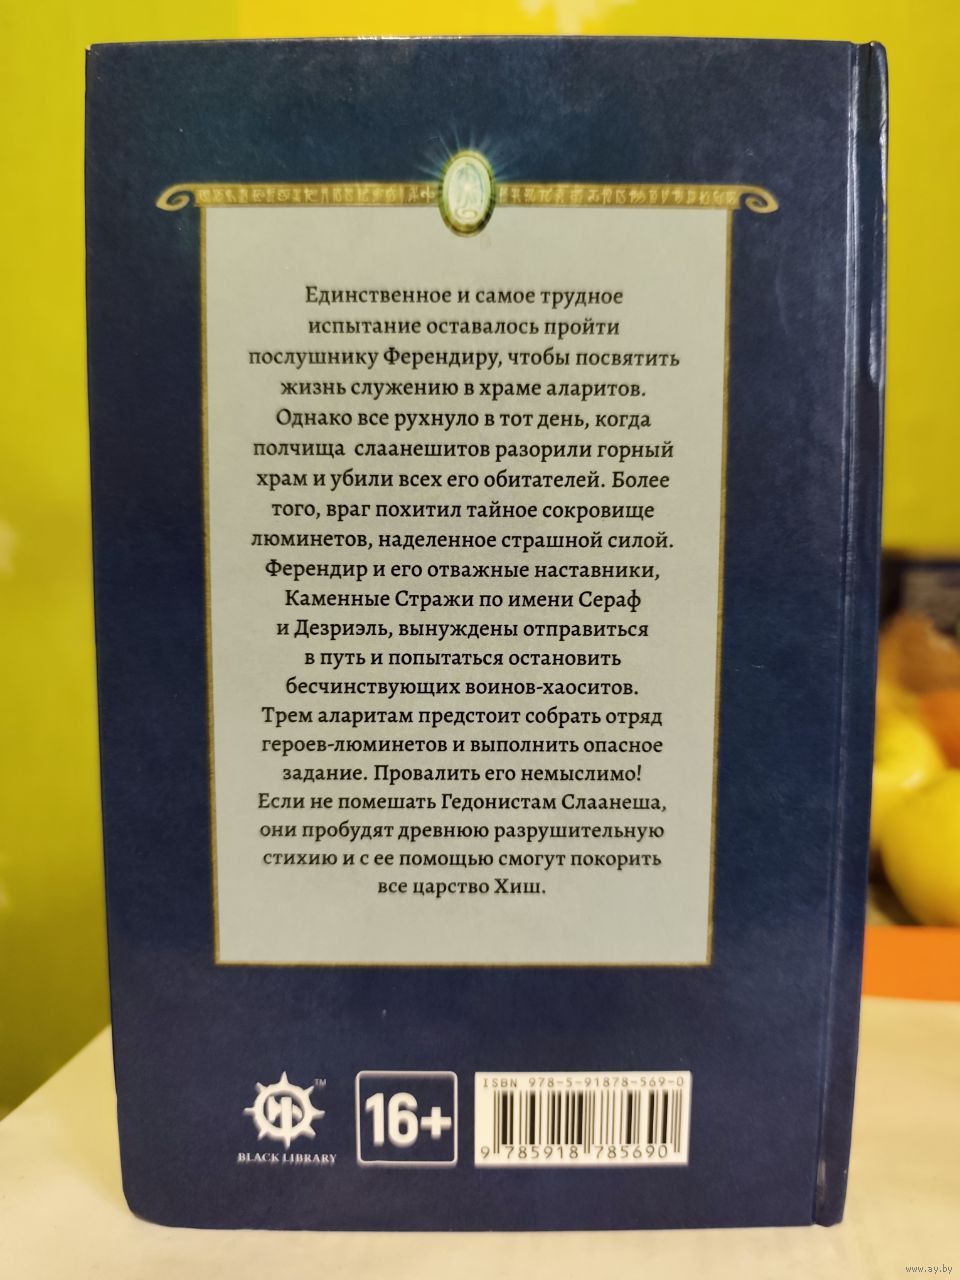 Единственное и самое трудное
испытание оставалось пройти
послушнику Ферендиру, чтобы посвятить
жизнь служению в храме аларитов.
Однако все рухнуло в тот день, когда
полчища слаанешитов разорили горный
храм и убили всех его обитателей. Более
того, враг похитил тайное сокровище
люминетов, наделенное страшной силой.
Ферендир и его отважные наставники,
Каменные Стражи по имени Сераф
и Дезриэль, вынуждены отправиться
в путь и попытаться остановить
бесчинствующих воинов-хаоситов.
Трем аларитам предстоит собрать отряд
героев-люминетов и выполнить опасное
задание. Провалить его немыслимо!
Если не помешать Гедонистам Слаанеша,
они пробудят древнюю разрушительную
стихию и с ее помощью смогут покорить
все царство Хиш.
TM
BLACK LIBRARY
16+
ISBN 978-5-91878-569-0
9 785918 785690
www.ay.by